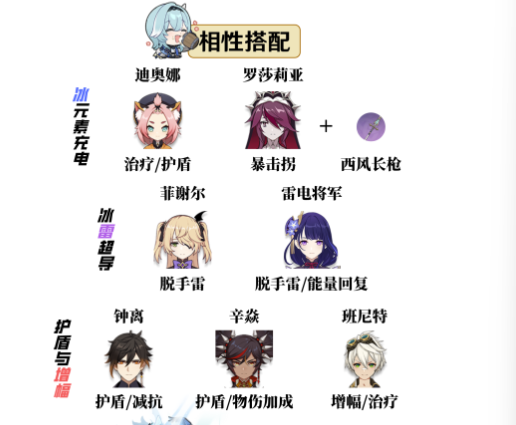 相性搭配
迪奥娜 罗莎莉亚
冰元素充电
治疗/护盾 暴击拐 + 西风长枪
菲谢尔 雷电将军
冰雷超导
脱手雷 脱手雷/能量回复
钟离 辛焱 班尼特
护盾与增幅
护盾/减抗 护盾/物伤加成 增幅/治疗